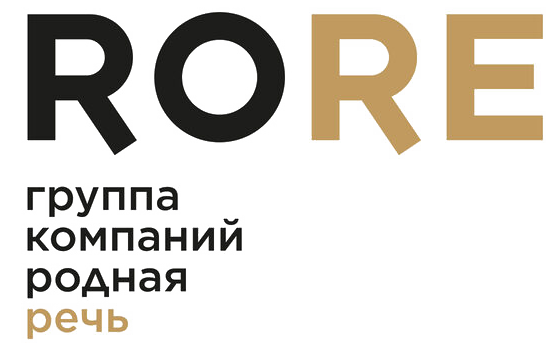 RORE
группа
компаний
родная
речь